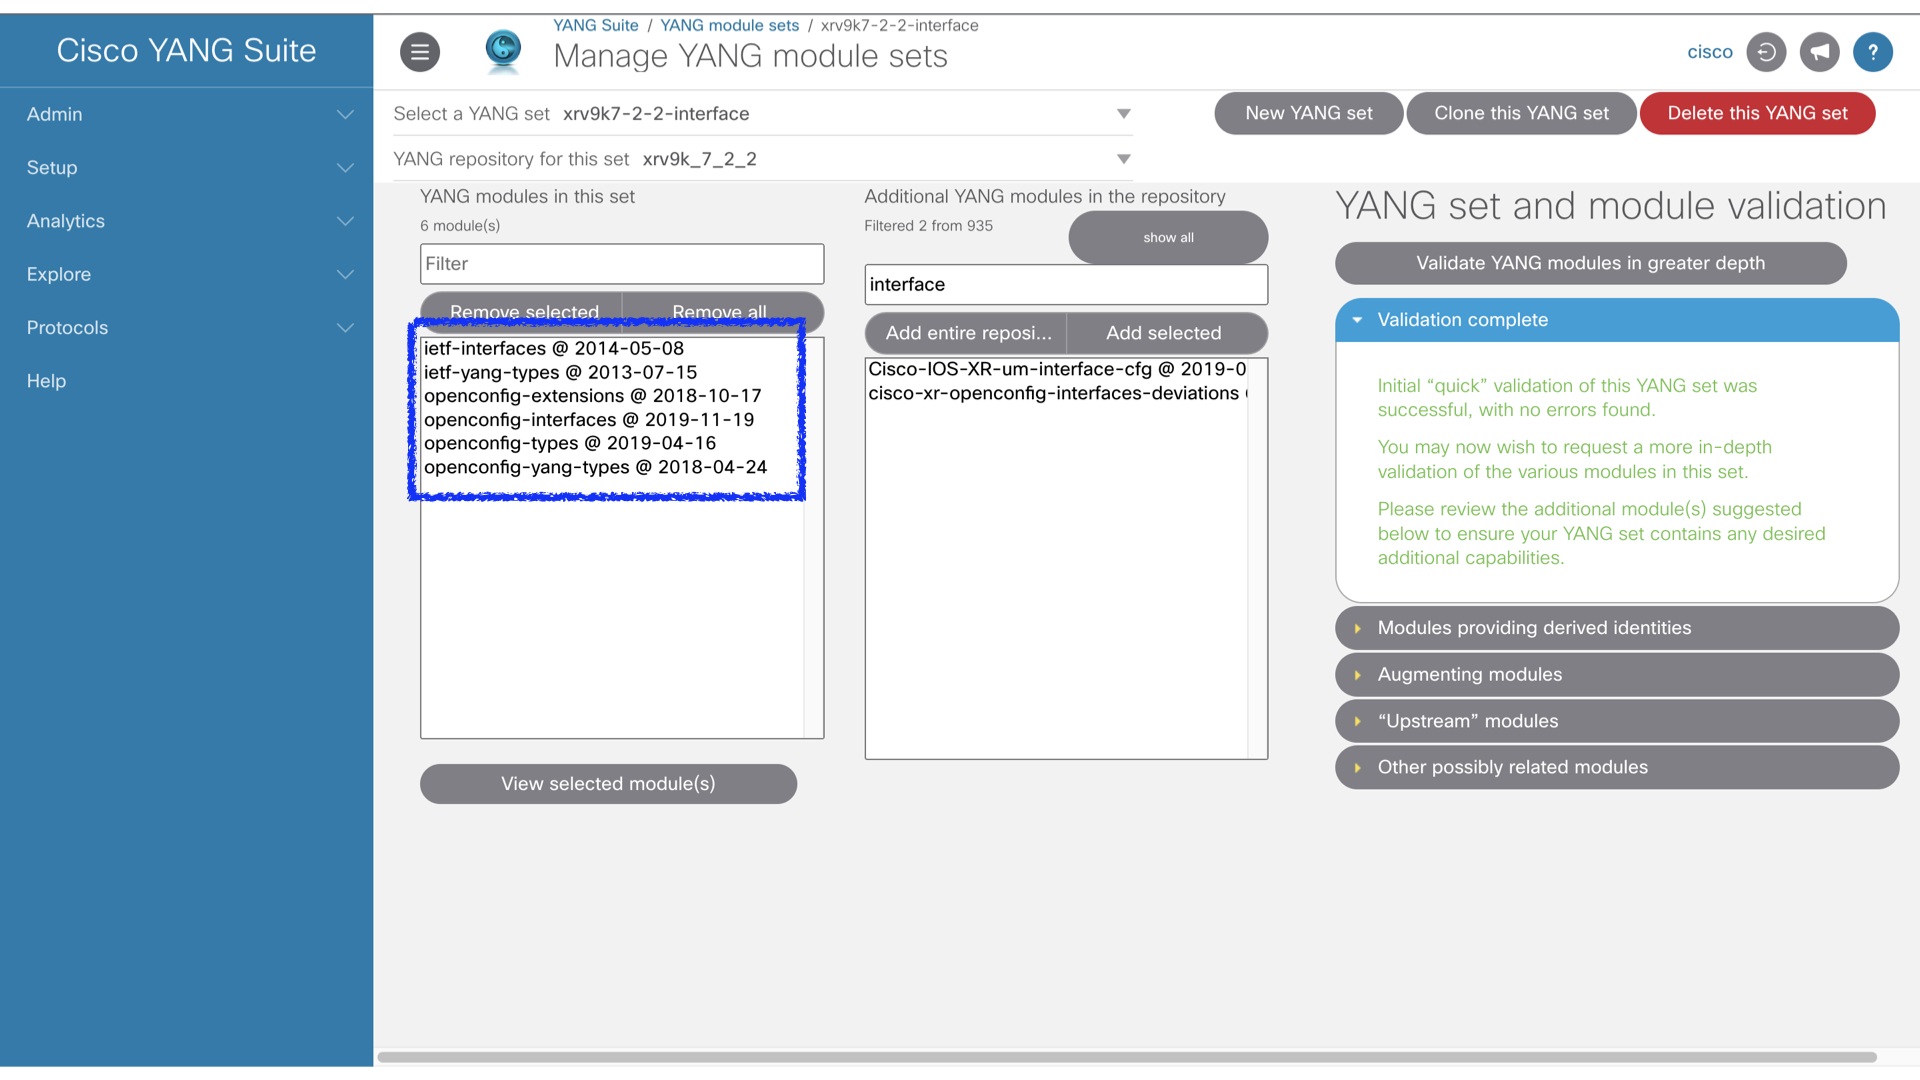 Cisco YANG Suite
YANG Suite / YANG module sets / xrv9k7-2-2-interface
Manage YANG module sets
cisco
?
Admin
Setup
Analytics
Explore
Protocols
Help
Select a YANG set xrv9k7-2-2-interface
New YANG set
Clone this YANG set
Delete this YANG set
YANG repository for this set xrv9k_7_2_2
YANG modules in this set
6 module(s)
Filter
Remove selected
Remove all
ietf-interfaces @ 2014-05-08
ietf-yang-types @ 2013-07-15
openconfig-extensions @ 2018-10-17
openconfig-interfaces @ 2019-11-19
openconfig-types @ 2019-04-16
openconfig-yang-types @ 2018-04-24
View selected module(s)
Additional YANG modules in the repository
Filtered 2 from 935
show all
interface
Add entire reposi...
Add selected
Cisco-IOS-XR-um-interface-cfg @ 2019-0
cisco-xr-openconfig-interfaces-deviations
YANG set and module validation
Validate YANG modules in greater depth
Validation complete
Initial “quick” validation of this YANG set was
successful, with no errors found.
You may now wish to request a more in-depth
validation of the various modules in this set.
Please review the additional module(s) suggested
below to ensure your YANG set contains any desired
additional capabilities.
Modules providing derived identities
Augmenting modules
“Upstream” modules
Other possibly related modules